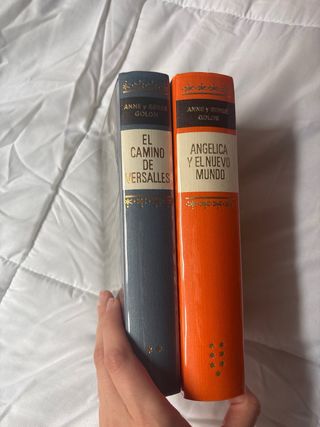 ANNE y SERGE
GOLON
EL
CAMINO
DE
VERSALLES
ANNE y SERGE
GOLON
ANGELICA
Y EL NUEVO
MUNDO